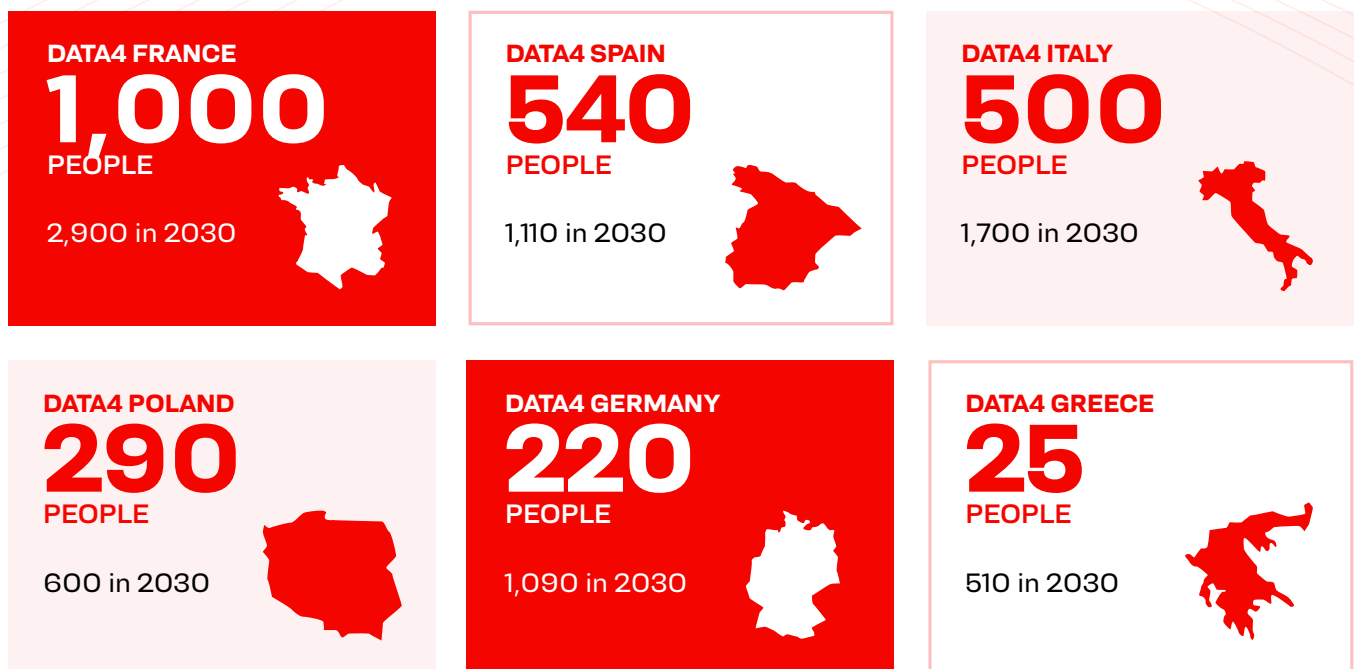 DATA4 FRANCE
1,000
PEOPLE
2,900 in 2030
DATA4 SPAIN
540
PEOPLE
1,110 in 2030
DATA4 ITALY
500
PEOPLE
1,700 in 2030
DATA4 POLAND
290
PEOPLE
600 in 2030
DATA4 GERMANY
220
PEOPLE
1,090 in 2030
DATA4 GREECE
25
PEOPLE
510 in 2030